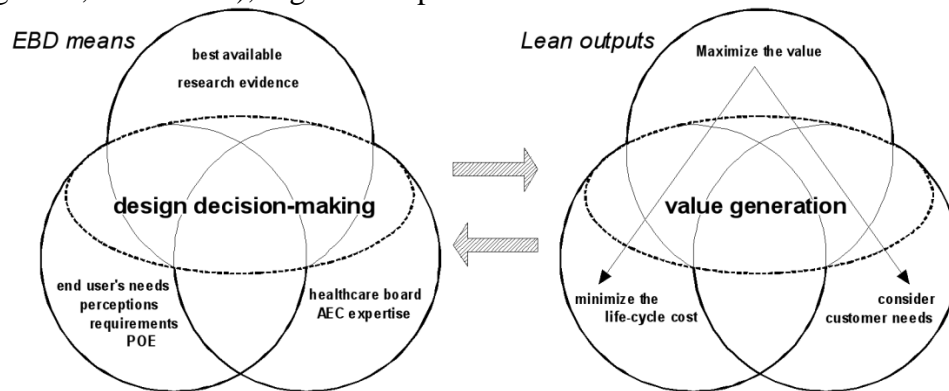 EBD means
best available
research evidence
design decision-making
end user's needs
perceptions
requirements
POE
healthcare board
AEC expertise
Lean outputs
Maximize the value
value generation
minimize the
life-cycle cost
consider
customer needs